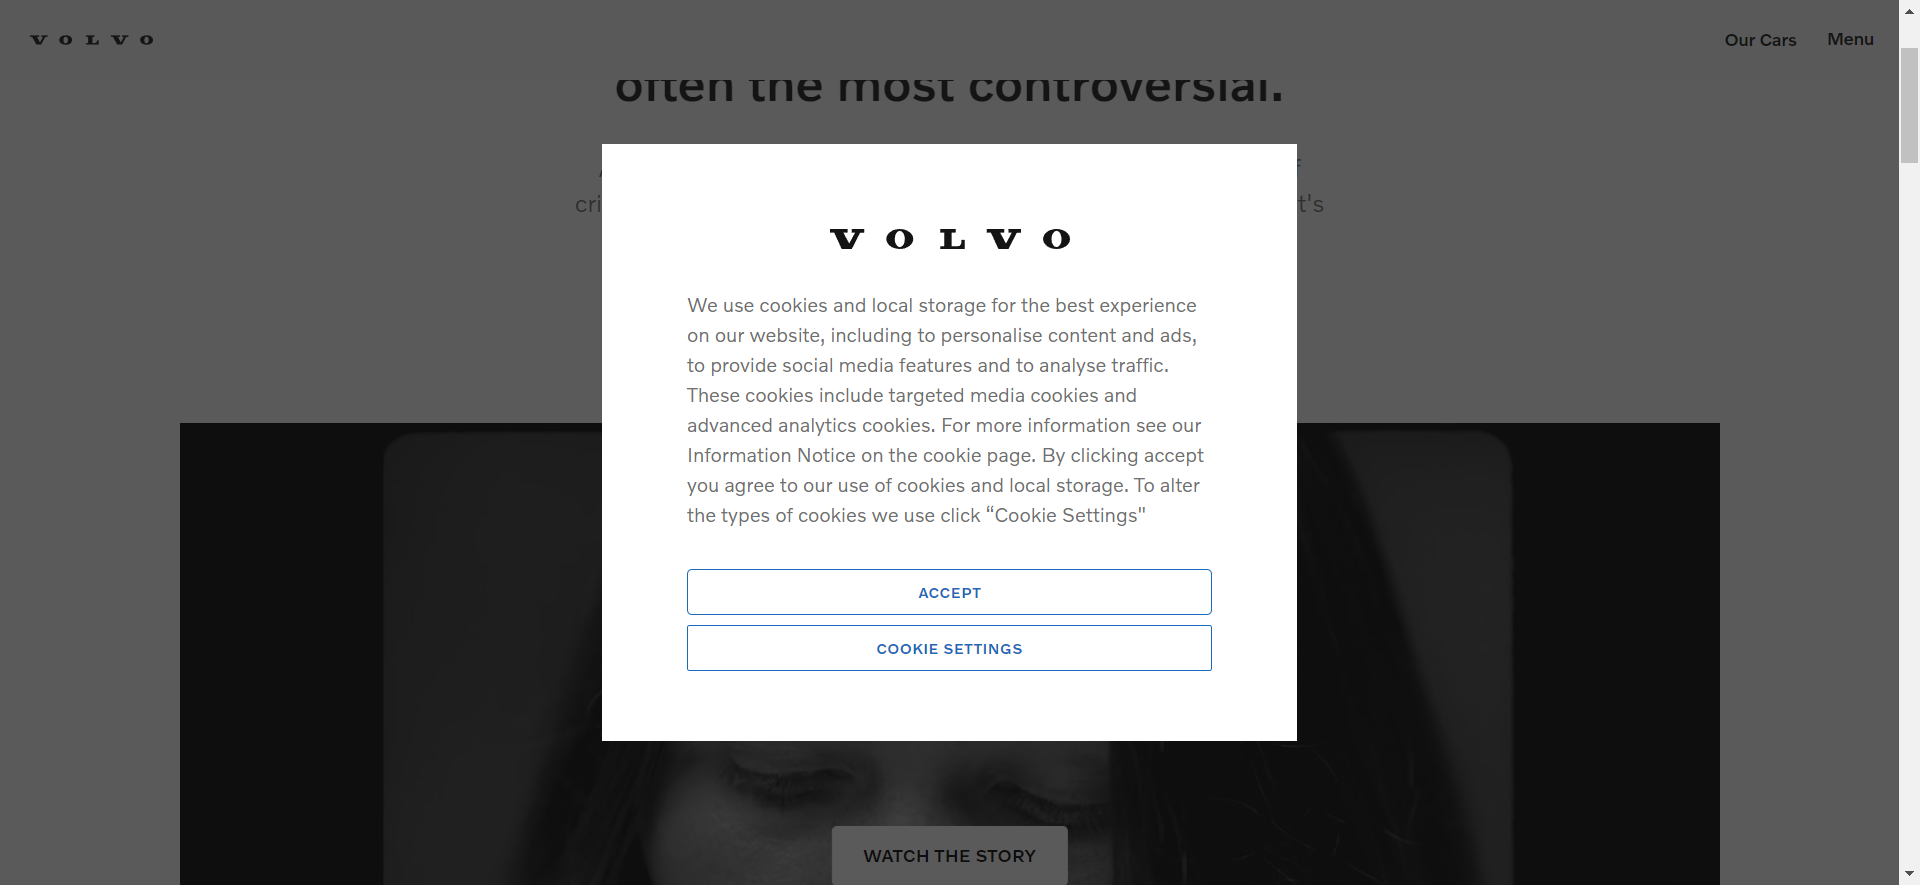 VOLVO
Our Cars
Menu
often the most controversial.
cri
t's
VOLVO
We use cookies and local storage for the best experience
on our website, including to personalise content and ads,
to provide social media features and to analyse traffic.
These cookies include targeted media cookies and
advanced analytics cookies. For more information see our
Information Notice on the cookie page. By clicking accept
you agree to our use of cookies and local storage. To alter
the types of cookies we use click “Cookie Settings"
ACCEPT
COOKIE SETTINGS
WATCH THE STORY